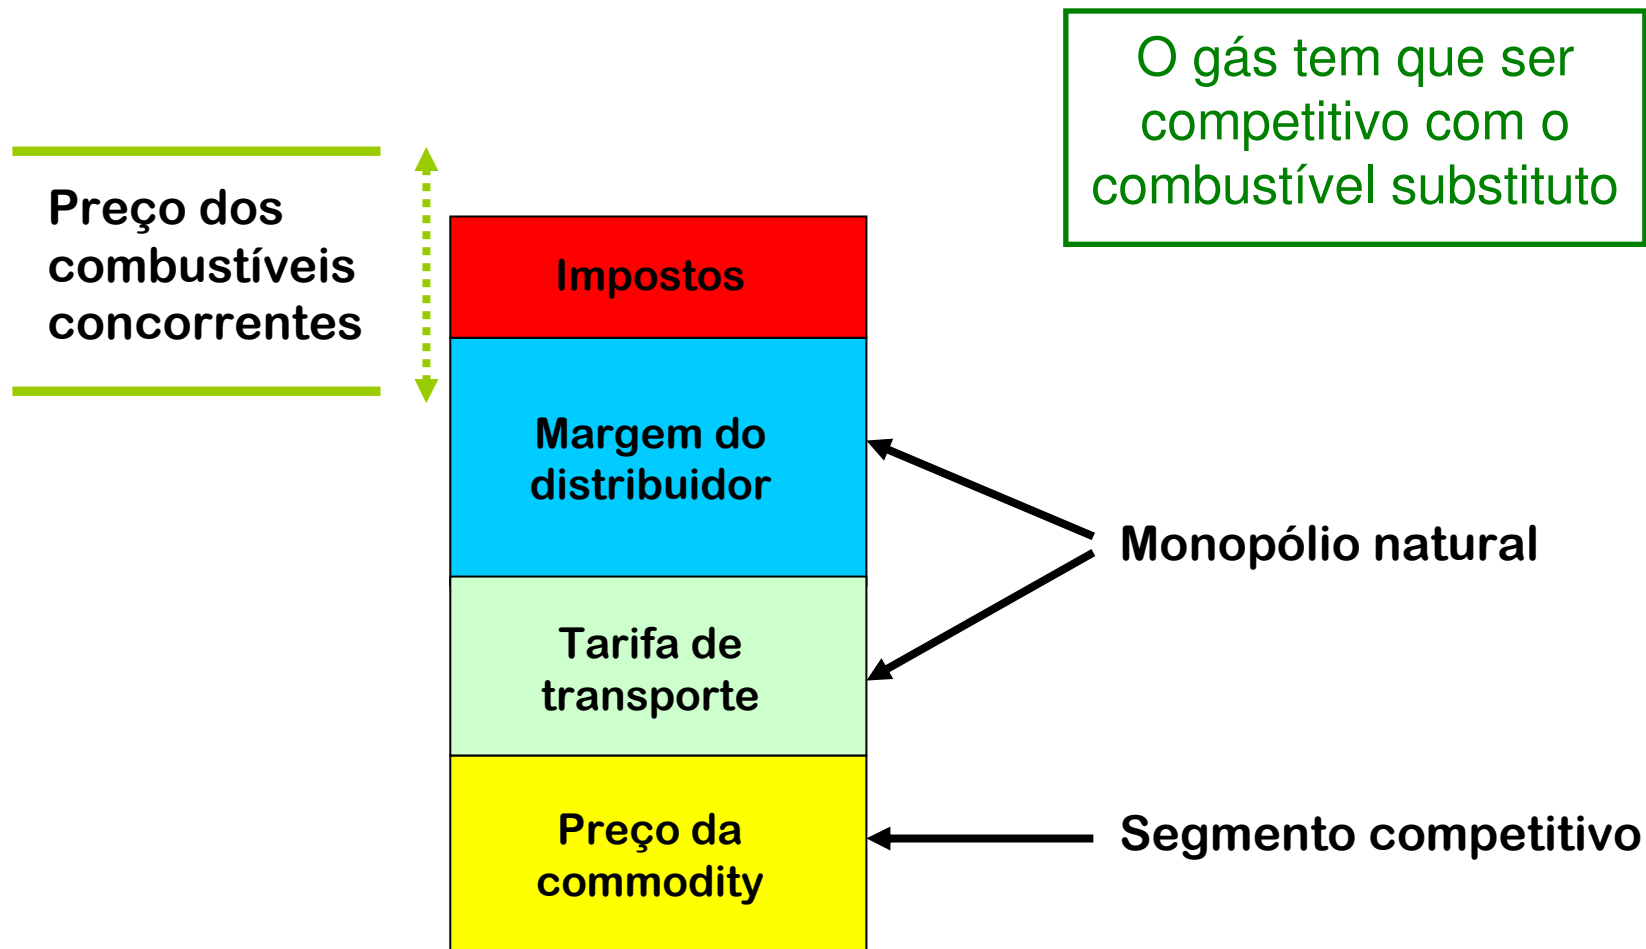 O gás tem que ser
competitivo com o
combustível substituto
Preço dos
combustíveis
concorrentes
Impostos
Margem do
distribuidor
Monopólio natural
Tarifa de
transporte
Preço da
commodity
Segmento competitivo